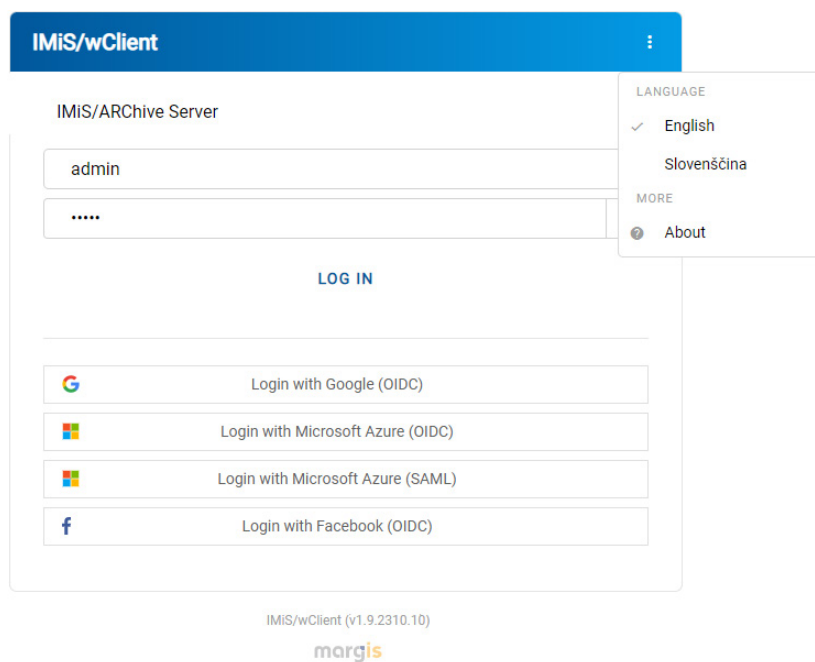 IMiS/wClient
LANGUAGE
IMiS/ARChive Server
English
admin
Slovenščina
MORE
•••••
About
LOG IN
Login with Google (OIDC)
Login with Microsoft Azure (OIDC)
Login with Microsoft Azure (SAML)
Login with Facebook (OIDC)
IMiS/wClient (v1.9.2310.10)
margis